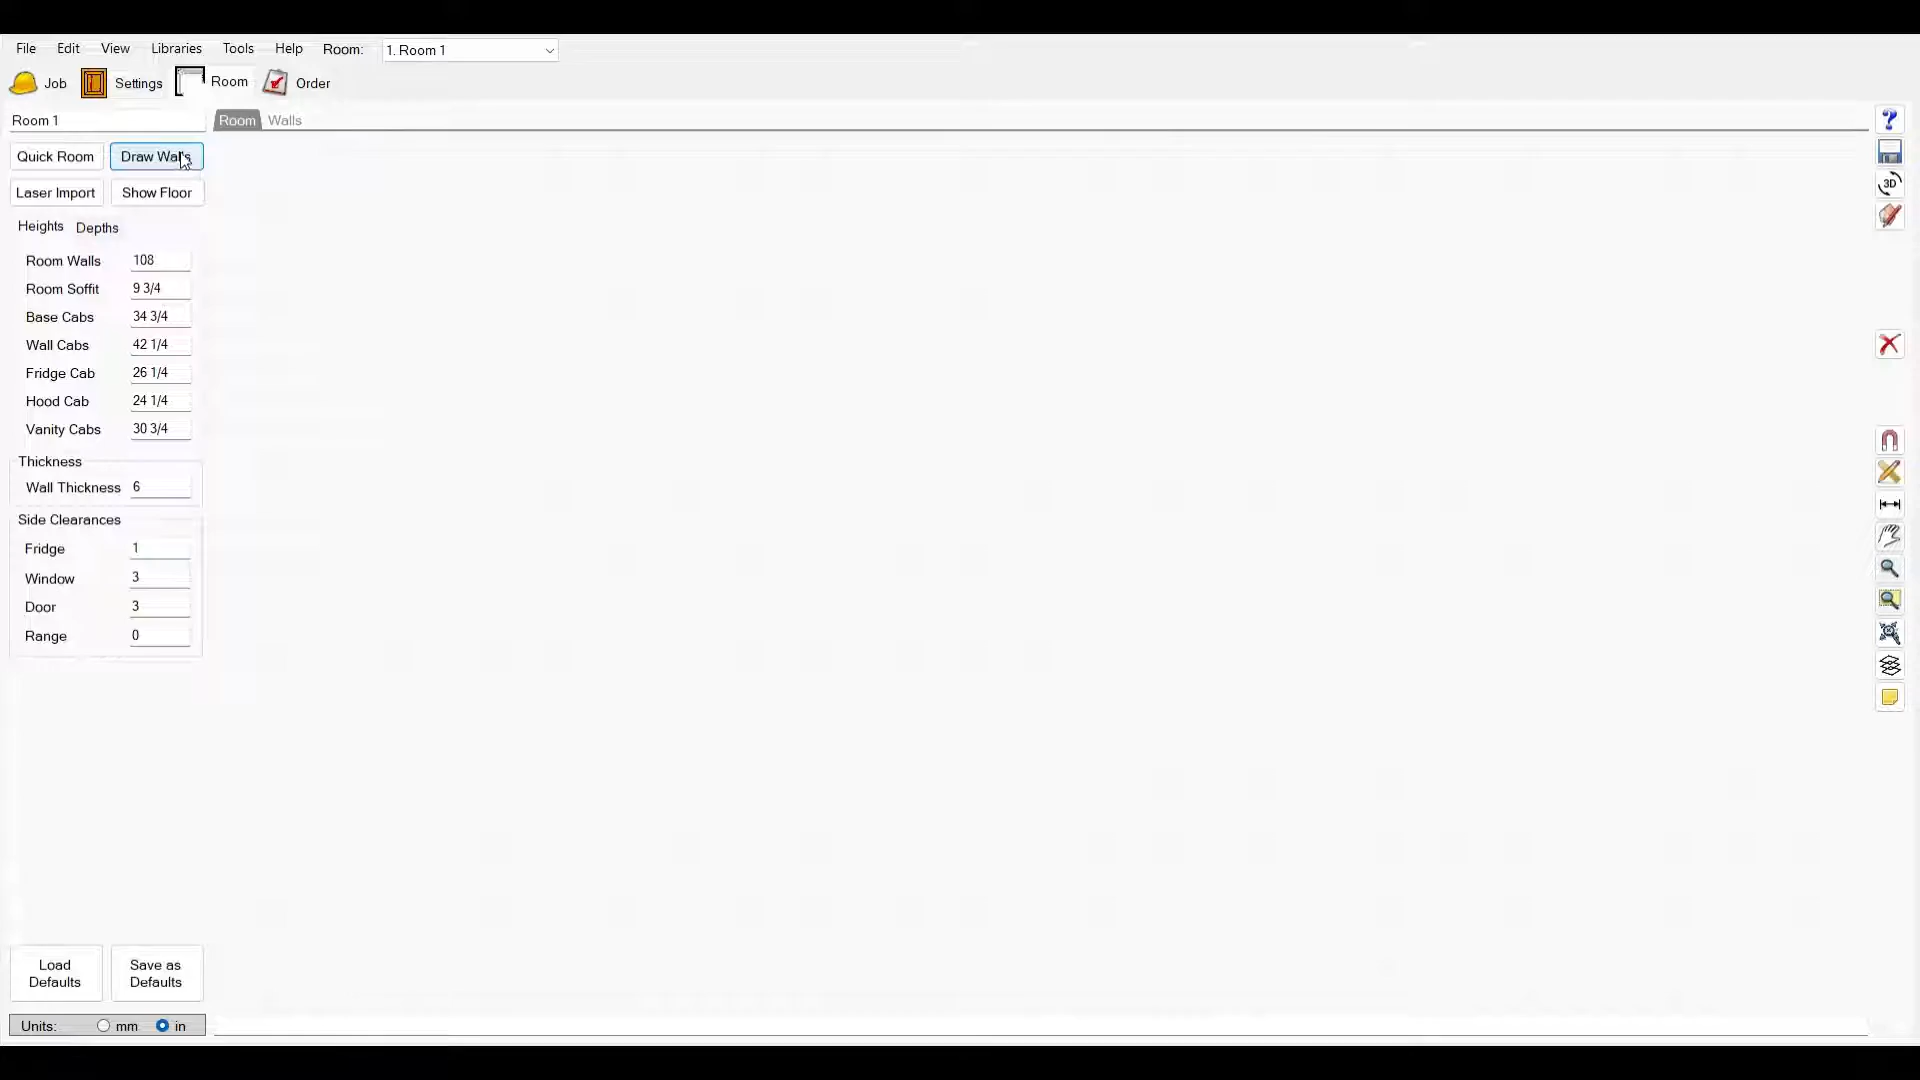 File Edit View Libraries Tools Help Room: 1. Room 1
Job Settings Room Order
Room 1 Room Walls
Quick Room Draw Walls
Laser Import Show Floor
Heights Depths
Room Walls 108
Room Soffit 9 3/4
Base Cabs 34 3/4
Wall Cabs 42 1/4
Fridge Cab 26 1/4
Hood Cab 24 1/4
Vanity Cabs 30 3/4
Thickness
Wall Thickness 6
Side Clearances
Fridge 1
Window 3
Door 3
Range 0
Load Defaults
Save as Defaults
Units: mm in
?
3D